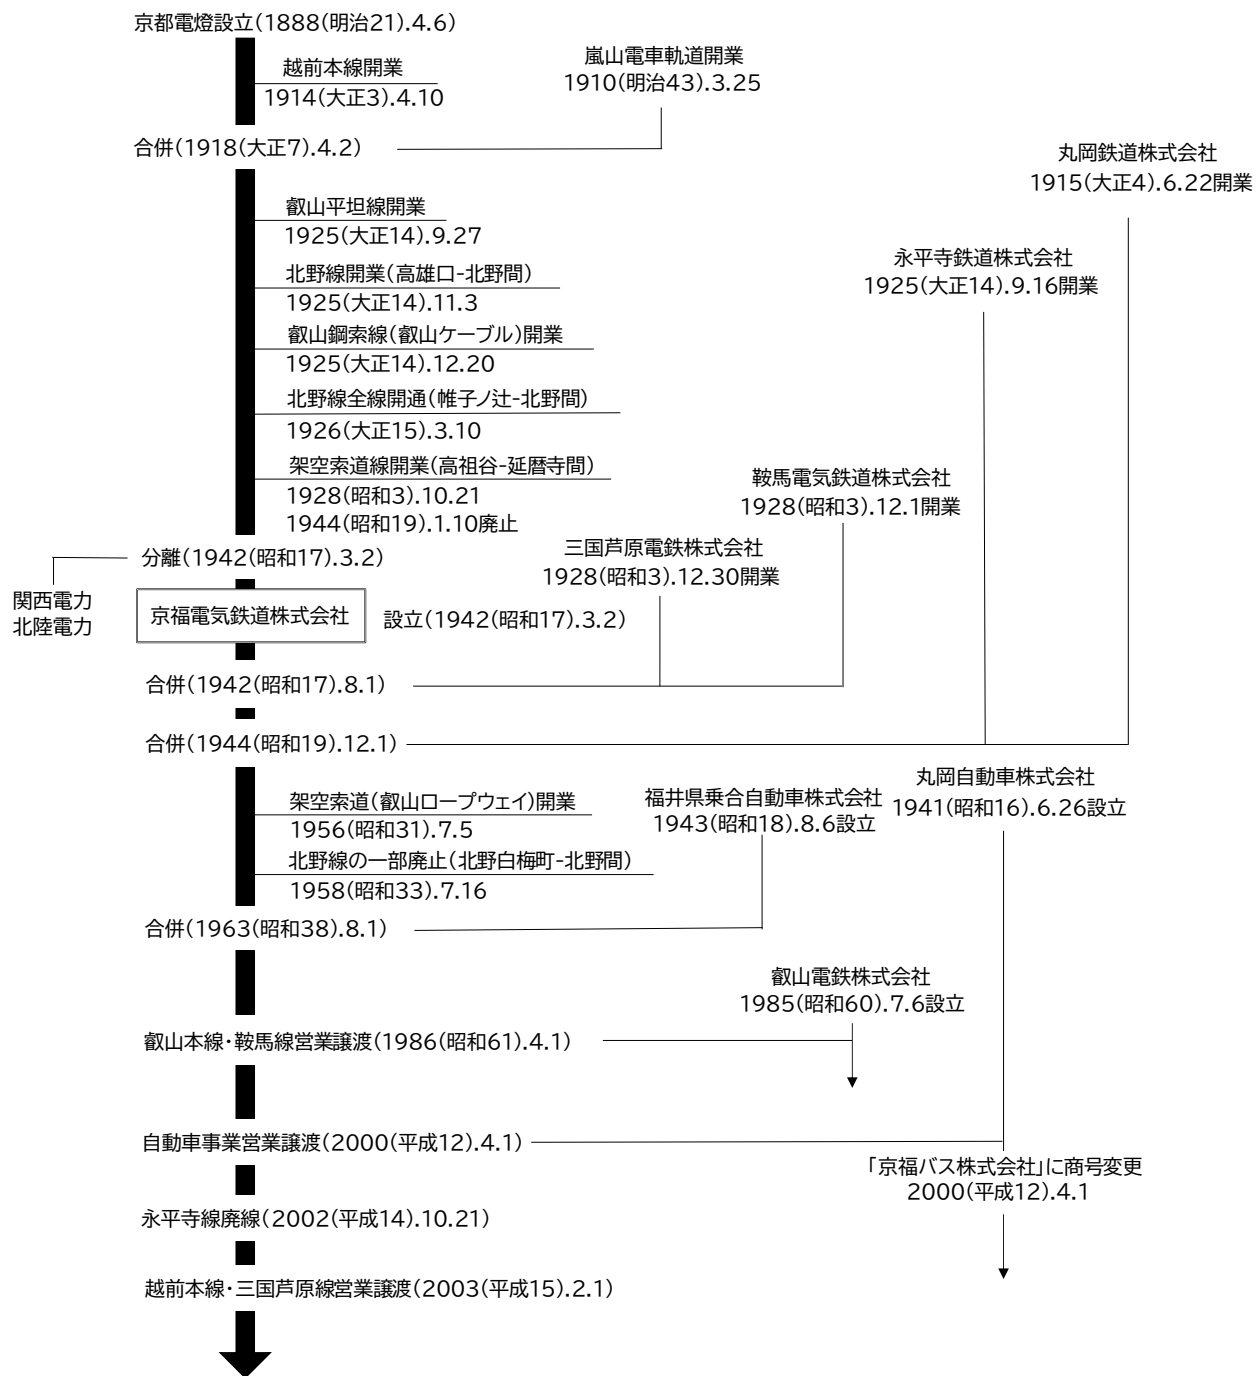 京都電燈設立(1888(明治21).4.6)
越前本線開業
1914(大正3).4.10
嵐山電車軌道開業
1910(明治43).3.25
合併(1918(大正7).4.2)
丸岡鉄道株式会社
1915(大正4).6.22開業
叡山平坦線開業
1925(大正14).9.27
永平寺鉄道株式会社
1925(大正14).9.16開業
北野線開業(高雄口-北野間)
1925(大正14).11.3
叡山鋼索線(叡山ケーブル)開業
1925(大正14).12.20
北野線全線開通(帷子ノ辻-北野間)
1926(大正15).3.10
架空索道線開業(高祖谷-延暦寺間)
1928(昭和3).10.21
1944(昭和19).1.10廃止
鞍馬電気鉄道株式会社
1928(昭和3).12.1開業
分離(1942(昭和17).3.2)
三国芦原電鉄株式会社
1928(昭和3).12.30開業
関西電力
北陸電力
京福電気鉄道株式会社
設立(1942(昭和17).3.2)
合併(1942(昭和17).8.1)
合併(1944(昭和19).12.1)
架空索道(叡山ロープウェイ)開業
1956(昭和31).7.5
福井県乗合自動車株式会社
1943(昭和18).8.6設立
丸岡自動車株式会社
1941(昭和16).6.26設立
北野線の一部廃止(北野白梅町-北野間)
1958(昭和33).7.16
合併(1963(昭和38).8.1)
叡山電鉄株式会社
1985(昭和60).7.6設立
叡山本線・鞍馬線営業譲渡(1986(昭和61).4.1)
自動車事業営業譲渡(2000(平成12).4.1)
「京福バス株式会社」に商号変更
2000(平成12).4.1
永平寺線廃線(2002(平成14).10.21)
越前本線・三国芦原線営業譲渡(2003(平成15).2.1)